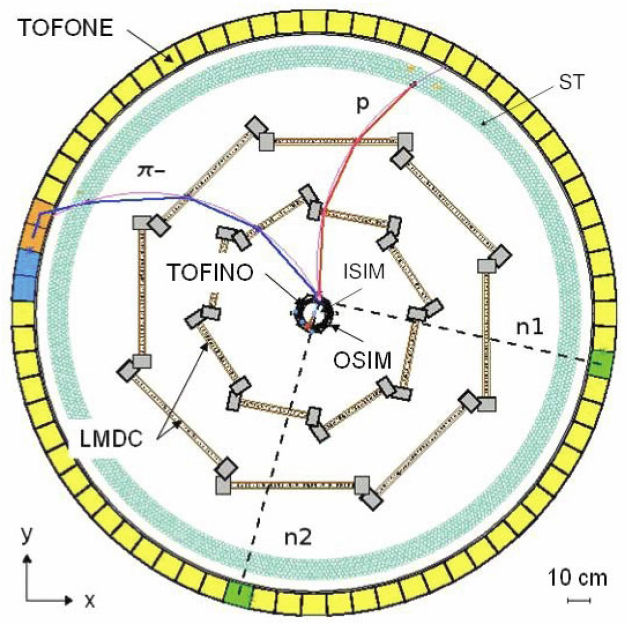 TOFONE
ST
p
π−
TOFINO
ISIM
n1
OSIM
LMDC
n2
y
x
10 cm